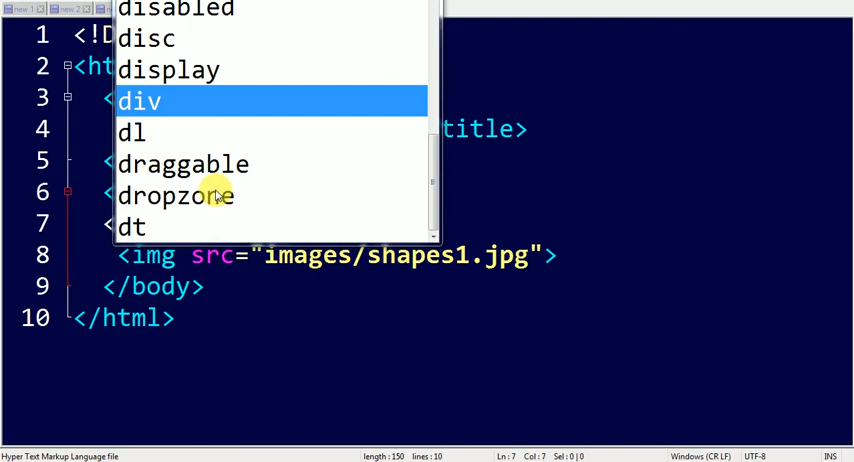 new 1 new 2
disabled
disc
display
div
dl
draggable
dropzone
dt
1 <!D
2 <ht
3 <
4 title>
5 <
6 <
7 <
8 <img src="images/shapes1.jpg">
9 </body>
10 </html>
Hyper Text Markup Language file length : 150 lines : 10 Ln : 7 Col : 7 Sel : 0 | 0 Windows (CR LF) UTF-8 INS